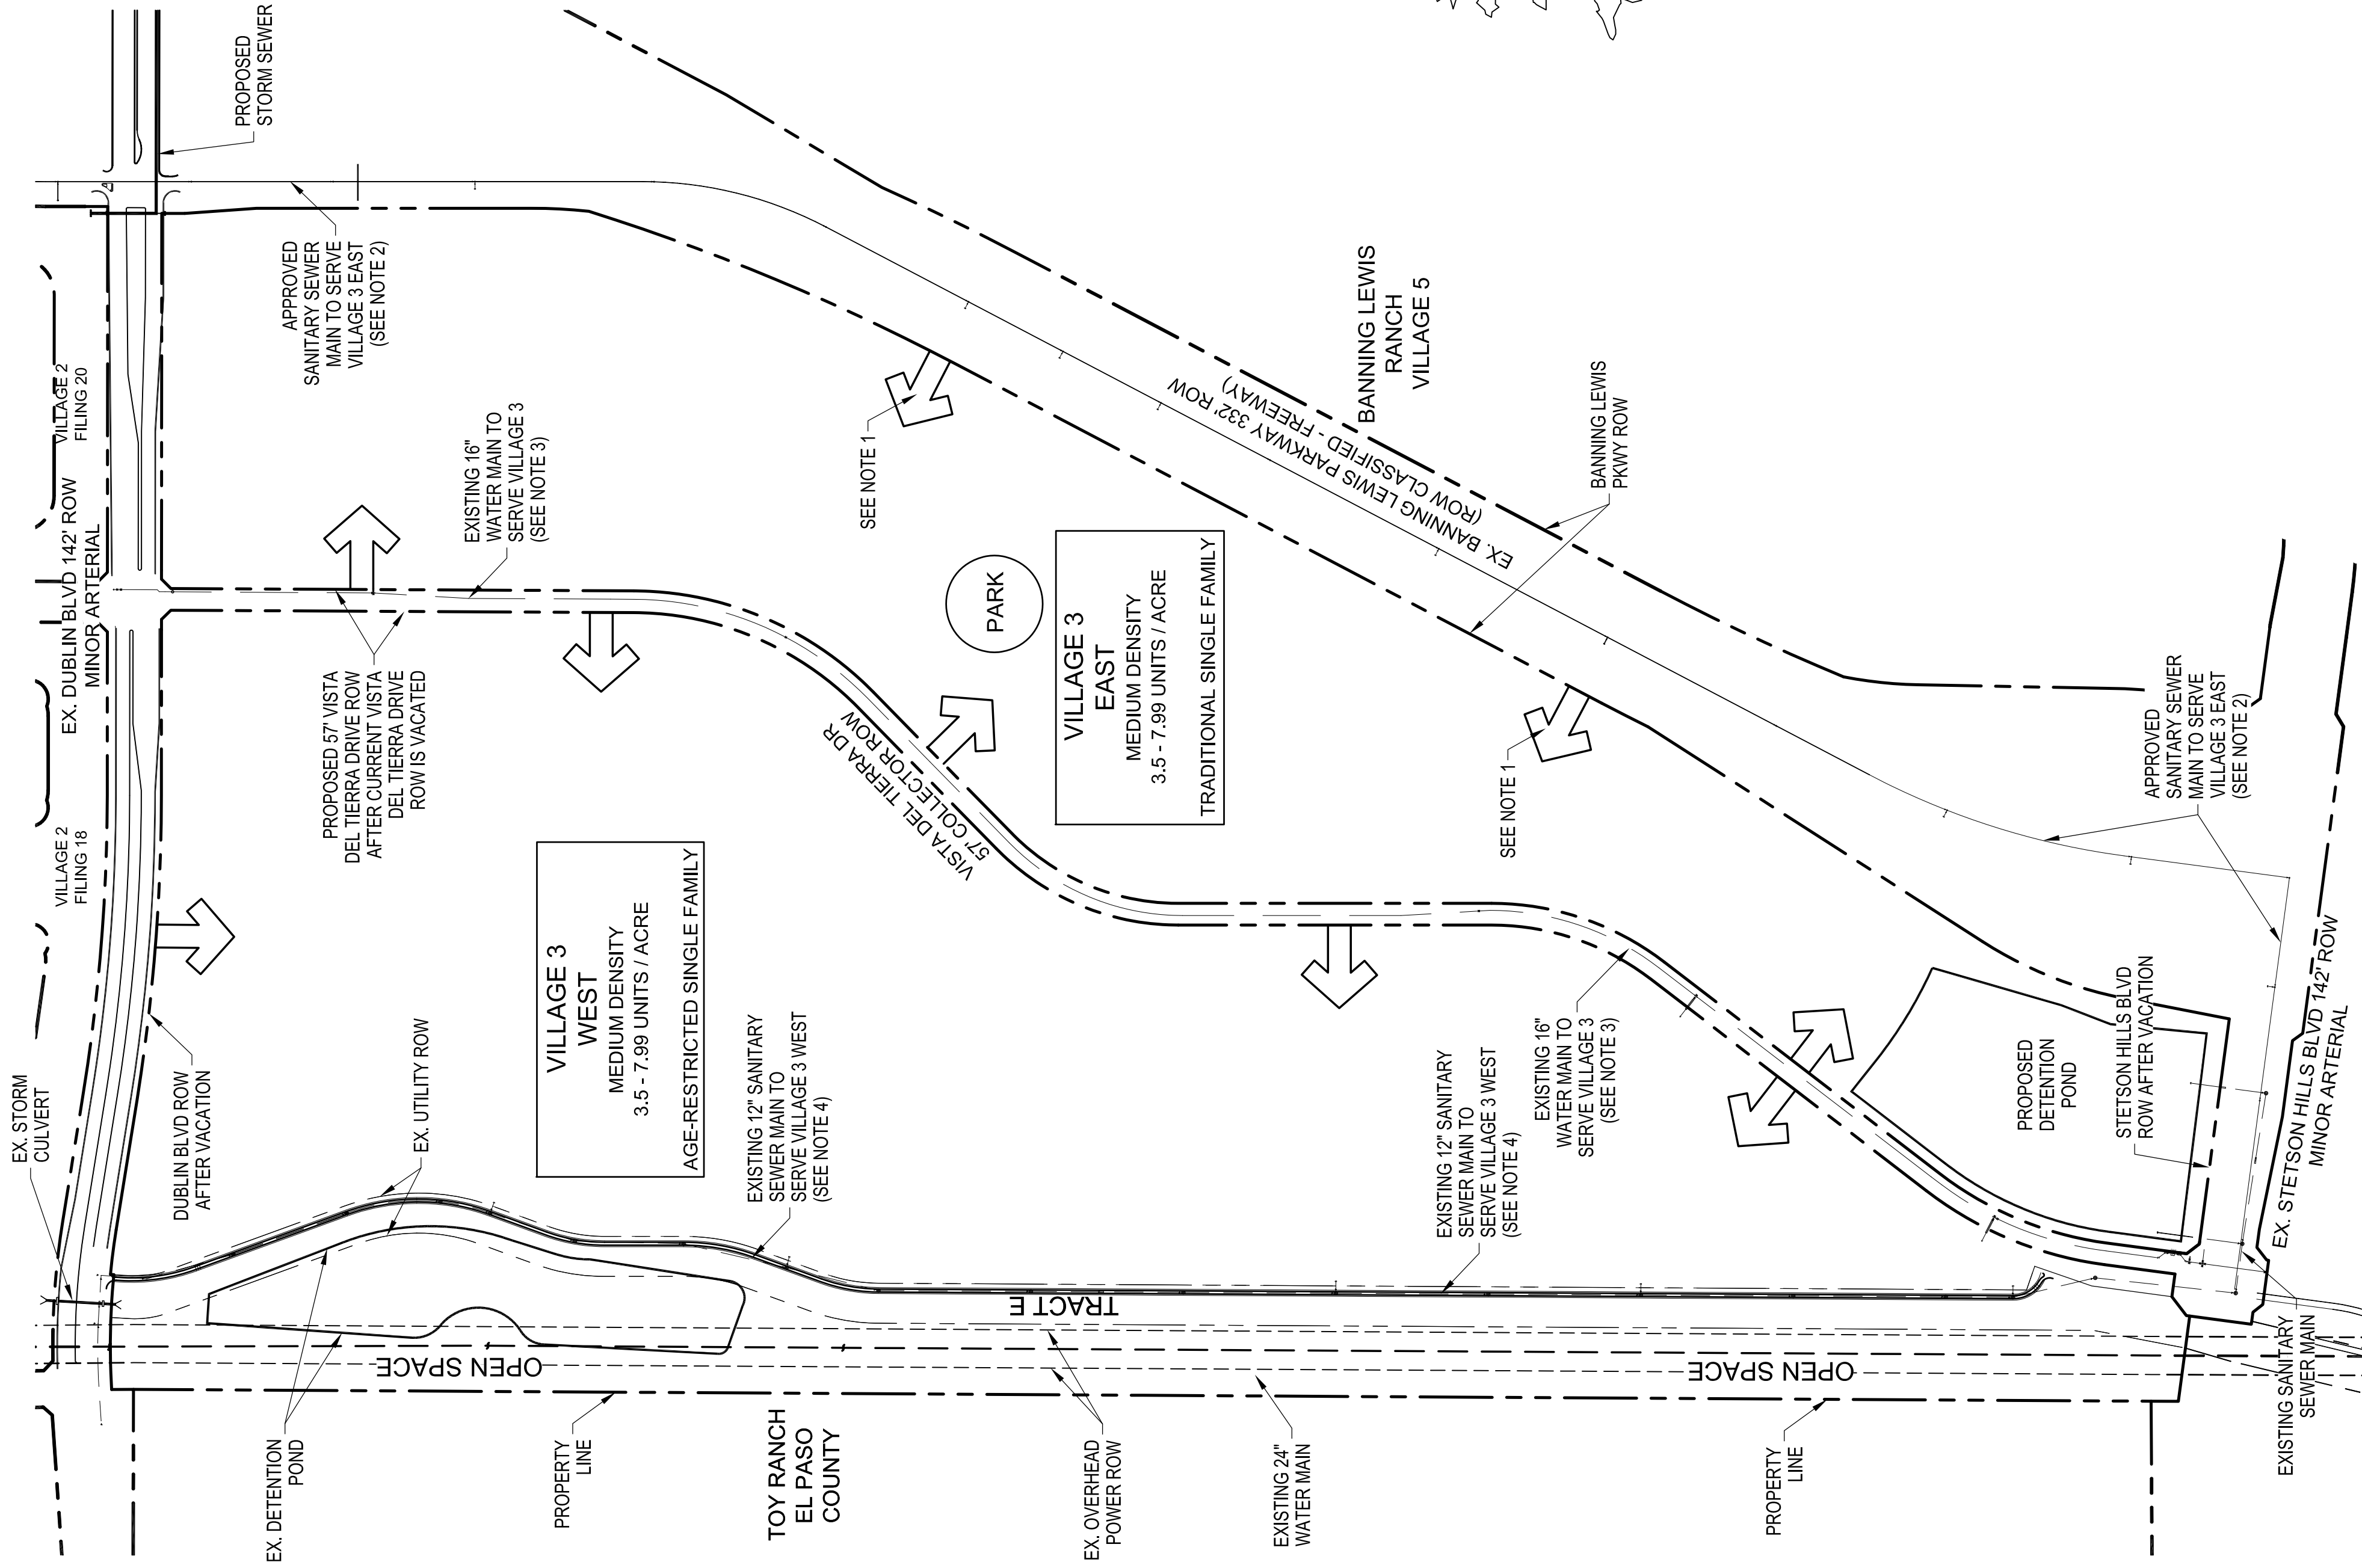 EX. STORM
CULVERT
VILLAGE 2
FILING 18
EX. DUBLIN BLVD 142' ROW
MINOR ARTERIAL
VILLAGE 2
FILING 20
PROPOSED
STORM SEWER
DUBLIN BLVD ROW
AFTER VACATION
PROPOSED 57' VISTA
DEL TIERRA DRIVE ROW
AFTER CURRENT VISTA
DEL TIERRA DRIVE
ROW IS VACATED
APPROVED
SANITARY SEWER
MAIN TO SERVE
VILLAGE 3 EAST
(SEE NOTE 2)
EX. DETENTION
POND
EX. UTILITY ROW
EXISTING 16"
WATER MAIN TO
SERVE VILLAGE 3
(SEE NOTE 3)
OPEN SPACE
PROPERTY
LINE
VILLAGE 3
WEST
MEDIUM DENSITY
3.5 - 7.99 UNITS / ACRE
AGE-RESTRICTED SINGLE FAMILY
TOY RANCH
EL PASO
COUNTY
EXISTING 12" SANITARY
SEWER MAIN TO
SERVE VILLAGE 3 WEST
(SEE NOTE 4)
VISTA DEL TIERRA DR
57' COLLECTOR ROW
SEE NOTE 1
PARK
VILLAGE 3
EAST
MEDIUM DENSITY
3.5 - 7.99 UNITS / ACRE
TRADITIONAL SINGLE FAMILY
TRACT E
EX. OVERHEAD
POWER ROW
EXISTING 24"
WATER MAIN
EX. BANNING LEWIS PARKWAY 332' ROW
(ROW CLASSIFIED - FREEWAY)
BANNING LEWIS
RANCH
VILLAGE 5
BANNING LEWIS
PKWY ROW
SEE NOTE 1
EXISTING 12" SANITARY
SEWER MAIN TO
SERVE VILLAGE 3 WEST
(SEE NOTE 4)
EXISTING 16"
WATER MAIN TO
SERVE VILLAGE 3
(SEE NOTE 3)
OPEN SPACE
PROPERTY
LINE
PROPOSED
DETENTION
POND
STETSON HILLS BLVD
ROW AFTER VACATION
APPROVED
SANITARY SEWER
MAIN TO SERVE
VILLAGE 3 EAST
(SEE NOTE 2)
EXISTING SANITARY
SEWER MAIN
EX. STETSON HILLS BLVD 142' ROW
MINOR ARTERIAL